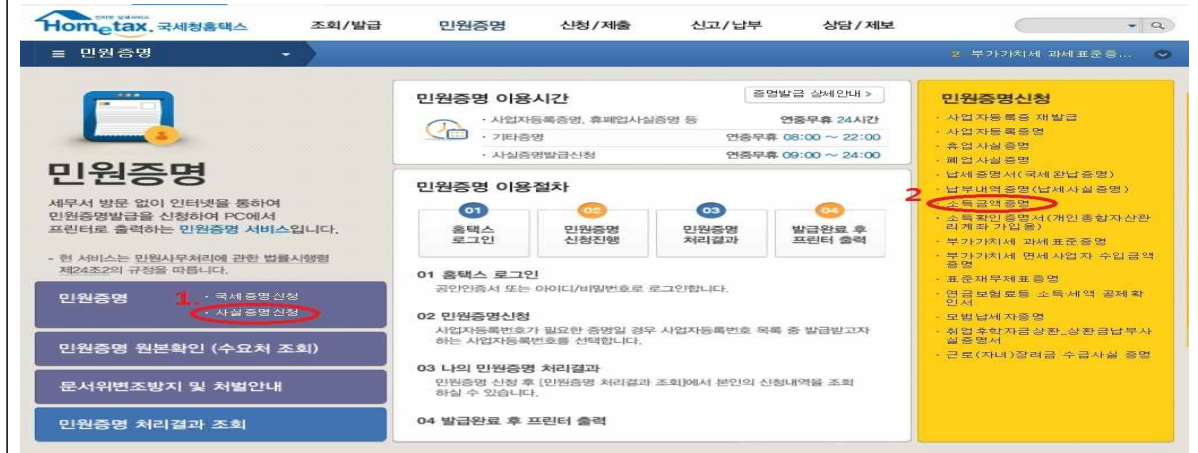 Hometax. 국세청홈택스
조회/발급
민원증명
신청/제출
신고/납부
상담/제보
민원증명
2 부가가치세 과세표준증...
민원증명
세무서 방문 없이 인터넷을 통하여
민원증명발급을 신청하여 PC에서
프린터로 출력하는 민원증명 서비스입니다.
- 현 서비스는 민원사무처리에 관한 법률시행령
제24조2의 규정을 따릅니다.
민원증명
1.
· 국세증명신청
· 사실증명신청
민원증명 원본확인 (수요처 조회)
문서위변조방지 및 처벌안내
민원증명 처리결과 조회
민원증명 이용시간
증명발급 상세안내 >
· 사업자등록증명, 휴폐업사실증명 등 연중무휴 24시간
· 기타증명 연중무휴 08:00 ~ 22:00
· 사실증명발급신청 연중무휴 09:00 ~ 24:00
민원증명 이용절차
01
홈택스
로그인
02
민원증명
신청진행
03
민원증명
처리결과
04
발급완료 후
프린터 출력
01 홈택스 로그인
공인인증서 또는 아이디/비밀번호로 로그인합니다.
02 민원증명신청
사업자등록번호가 필요한 증명일 경우 사업자등록번호 목록 중 발급받고자
하는 사업자등록번호를 선택합니다.
03 나의 민원증명 처리결과
민원증명 신청 후 [민원증명 처리결과 조회]에서 본인의 신청내역을 조회
하실 수 있습니다.
04 발급완료 후 프린터 출력
민원증명신청
· 사업자등록증 재발급
· 사업자등록증명
· 휴업사실증명
· 폐업사실증명
· 납세증명서(국세완납증명)
· 납부내역증명(납세사실증명)
2
· 소득금액증명
· 소득확인증명서(개인종합자산관
리계좌 가입용)
· 부가가치세 과세표준증명
· 부가가치세 면세사업자 수입금액
증명
· 표준재무제표증명
· 연금보험료등 소득세액 공제확
인서
· 모범납세자증명
· 취업후학자금상환_상환금납부사
실증명서
· 근로(자녀)장려금 수급사실 증명